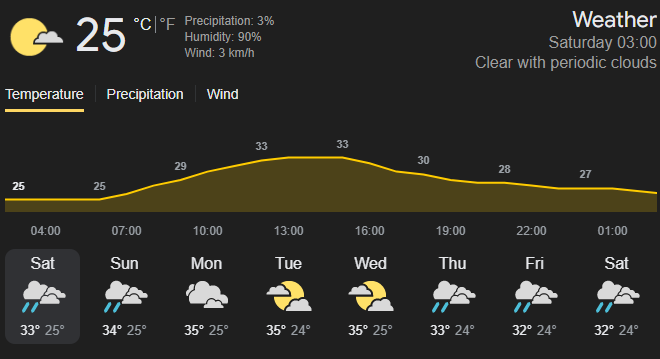 25 °C | °F
Precipitation: 3%
Humidity: 90%
Wind: 3 km/h
Weather
Saturday 03:00
Clear with periodic clouds
Temperature | Precipitation | Wind
25 25 29 33 33 30 28 27
04:00 07:00 10:00 13:00 16:00 19:00 22:00 01:00
Sat Sun Mon Tue Wed Thu Fri Sat
33° 25° 34° 25° 35° 25° 35° 24° 35° 25° 33° 24° 32° 24° 32° 24°